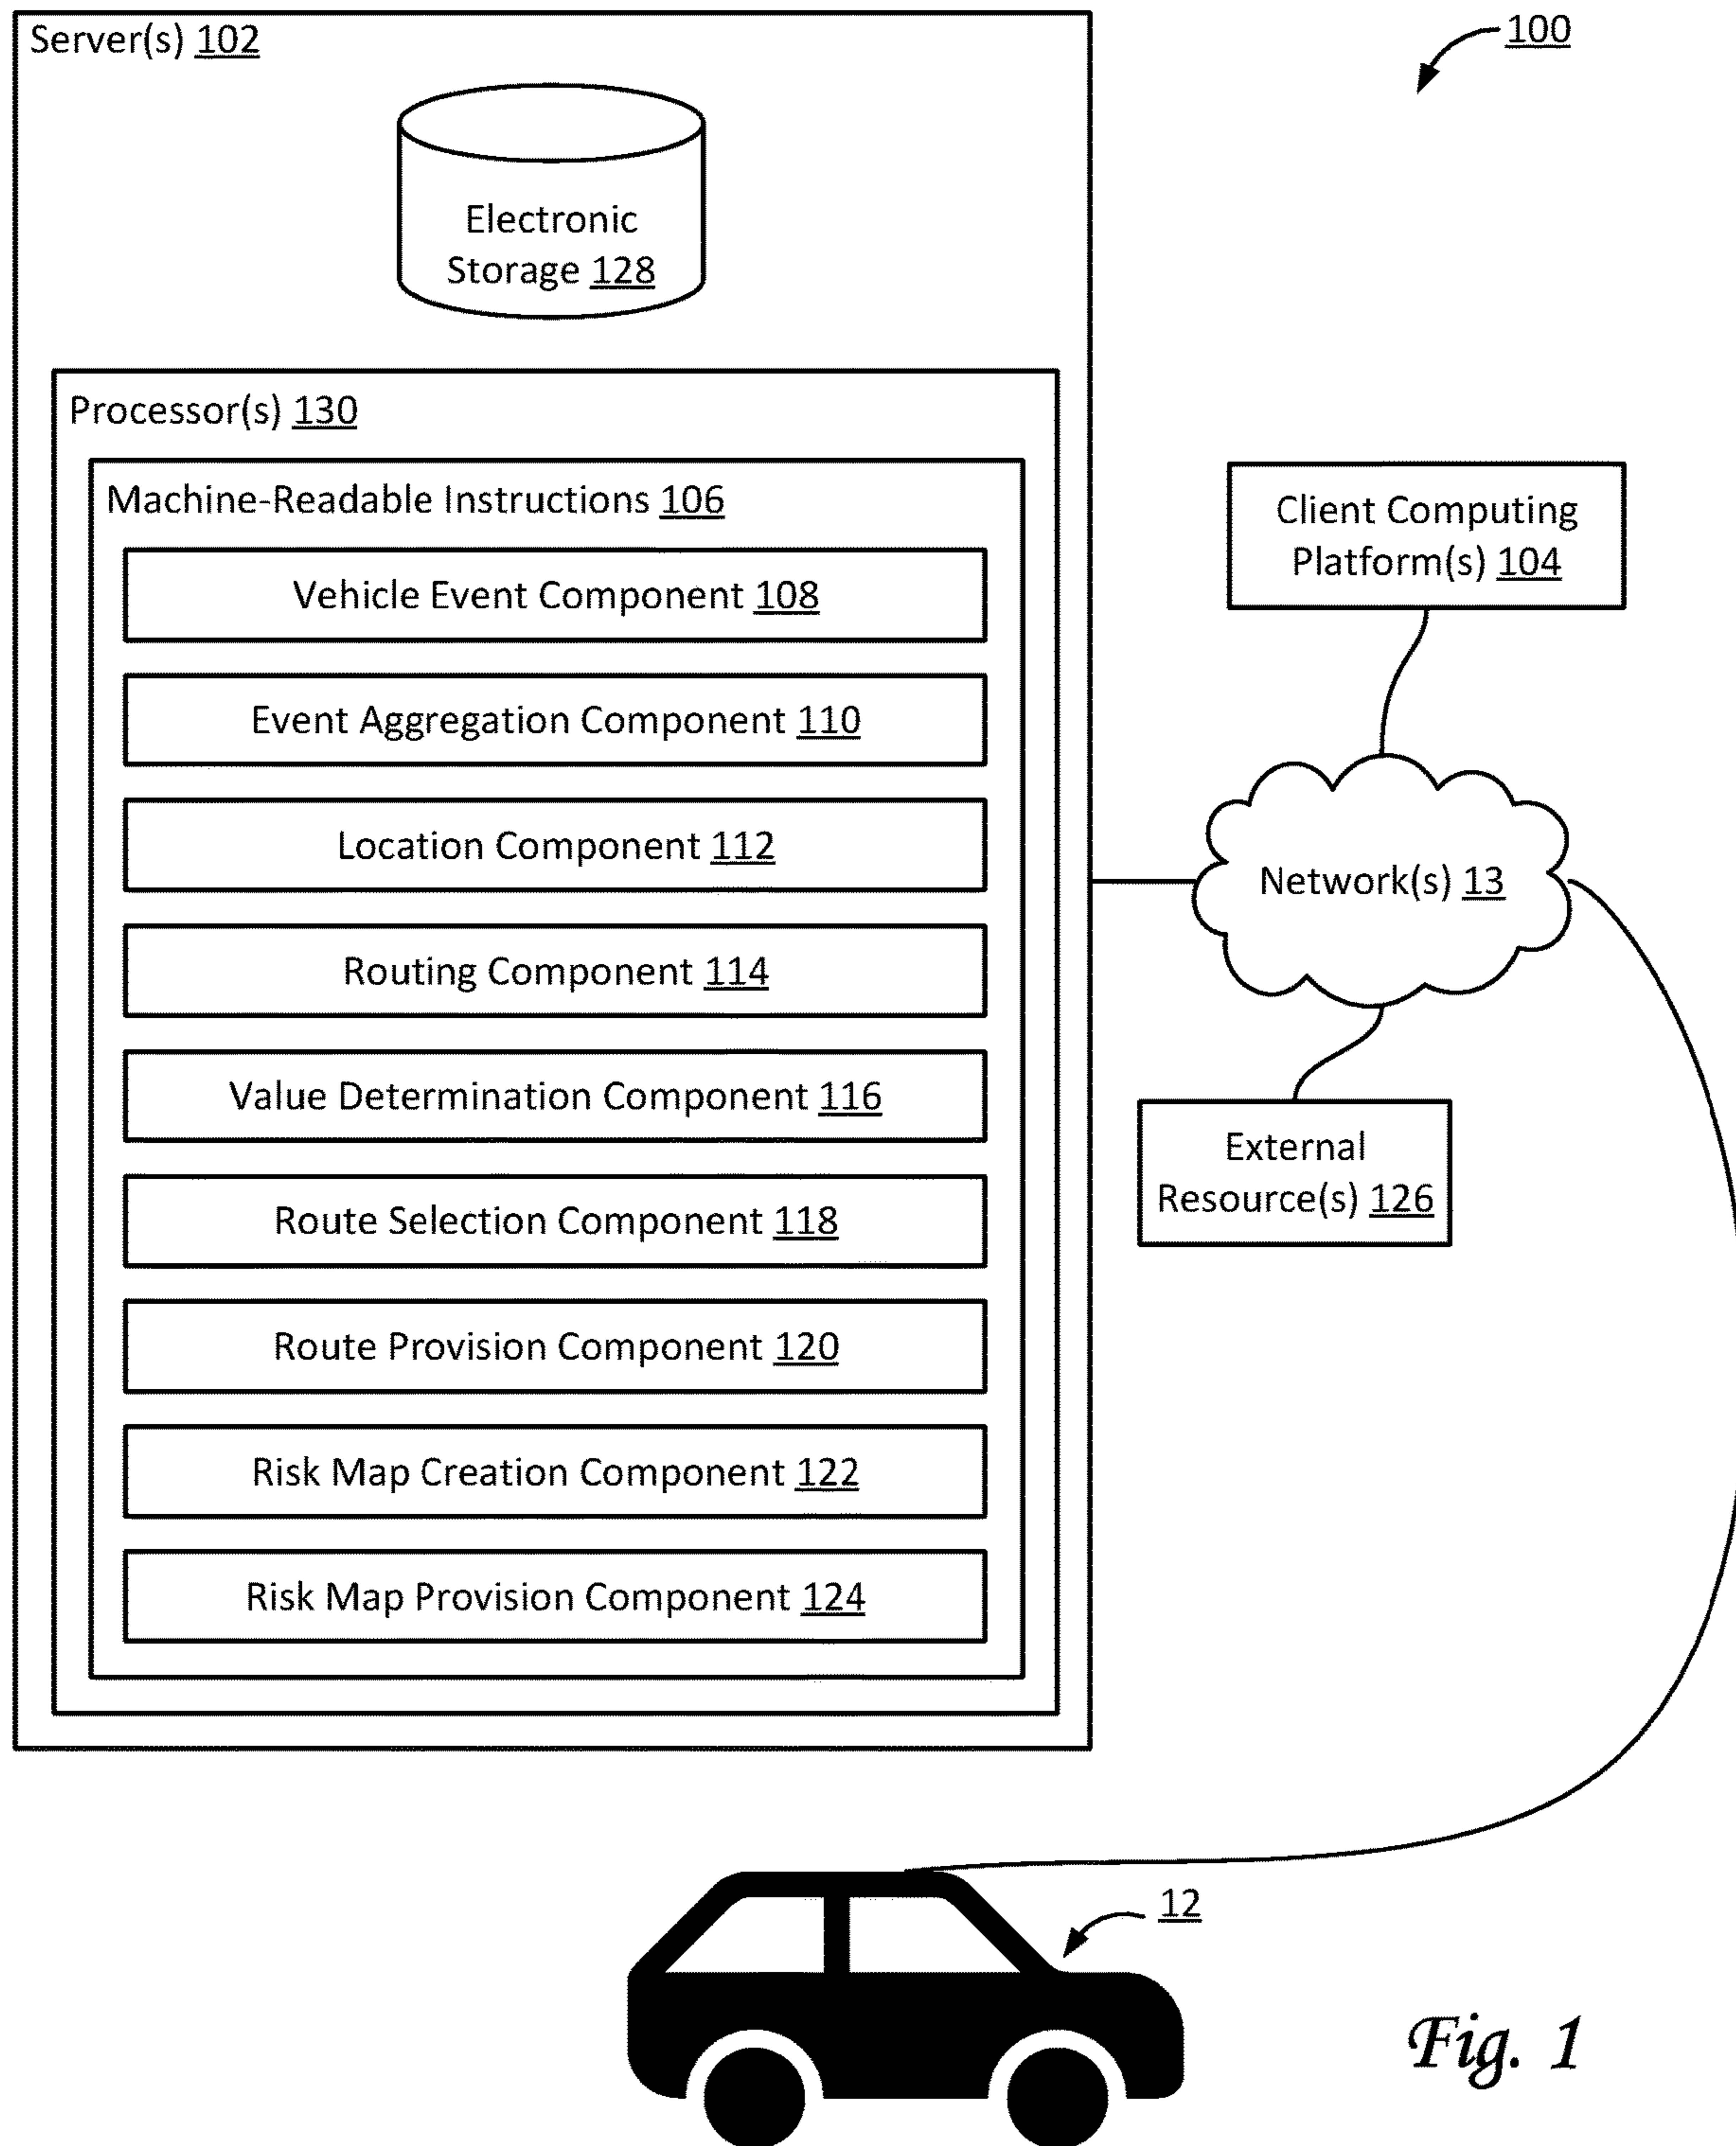 Server(s) 102
100
Electronic
Storage 128
Processor(s) 130
Machine-Readable Instructions 106
Vehicle Event Component 108
Event Aggregation Component 110
Location Component 112
Routing Component 114
Value Determination Component 116
Route Selection Component 118
Route Provision Component 120
Risk Map Creation Component 122
Risk Map Provision Component 124
Client Computing
Platform(s) 104
Network(s) 13
External
Resource(s) 126
12
Fig. 1